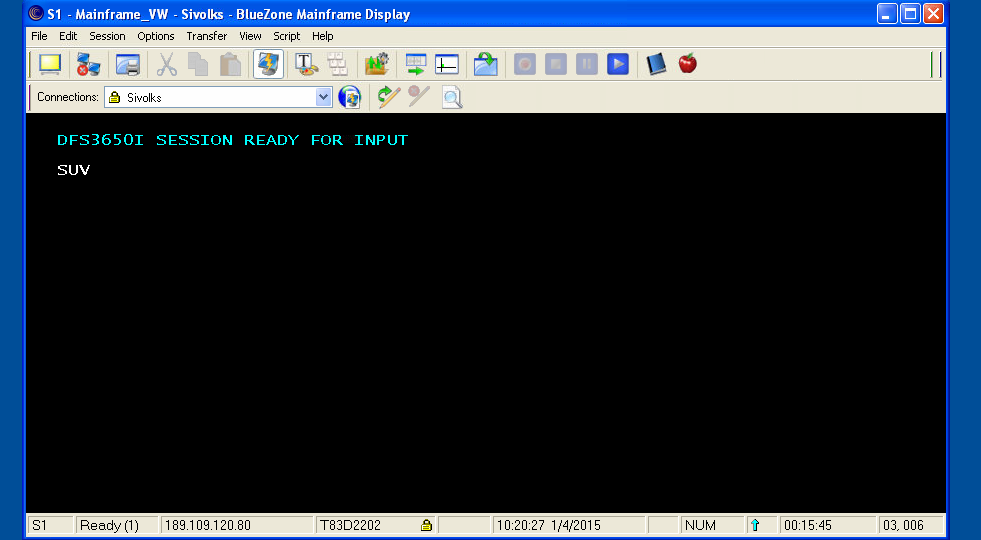 S1 - Mainframe_VW - Sivolks - BlueZone Mainframe Display
File Edit Session Options Transfer View Script Help
Connections: Sivolks
DFS3650I SESSION READY FOR INPUT
SUV
S1 Ready (1) 189.109.120.80 T83D2202 10:20:27 1/4/2015 NUM 00:15:45 03, 006